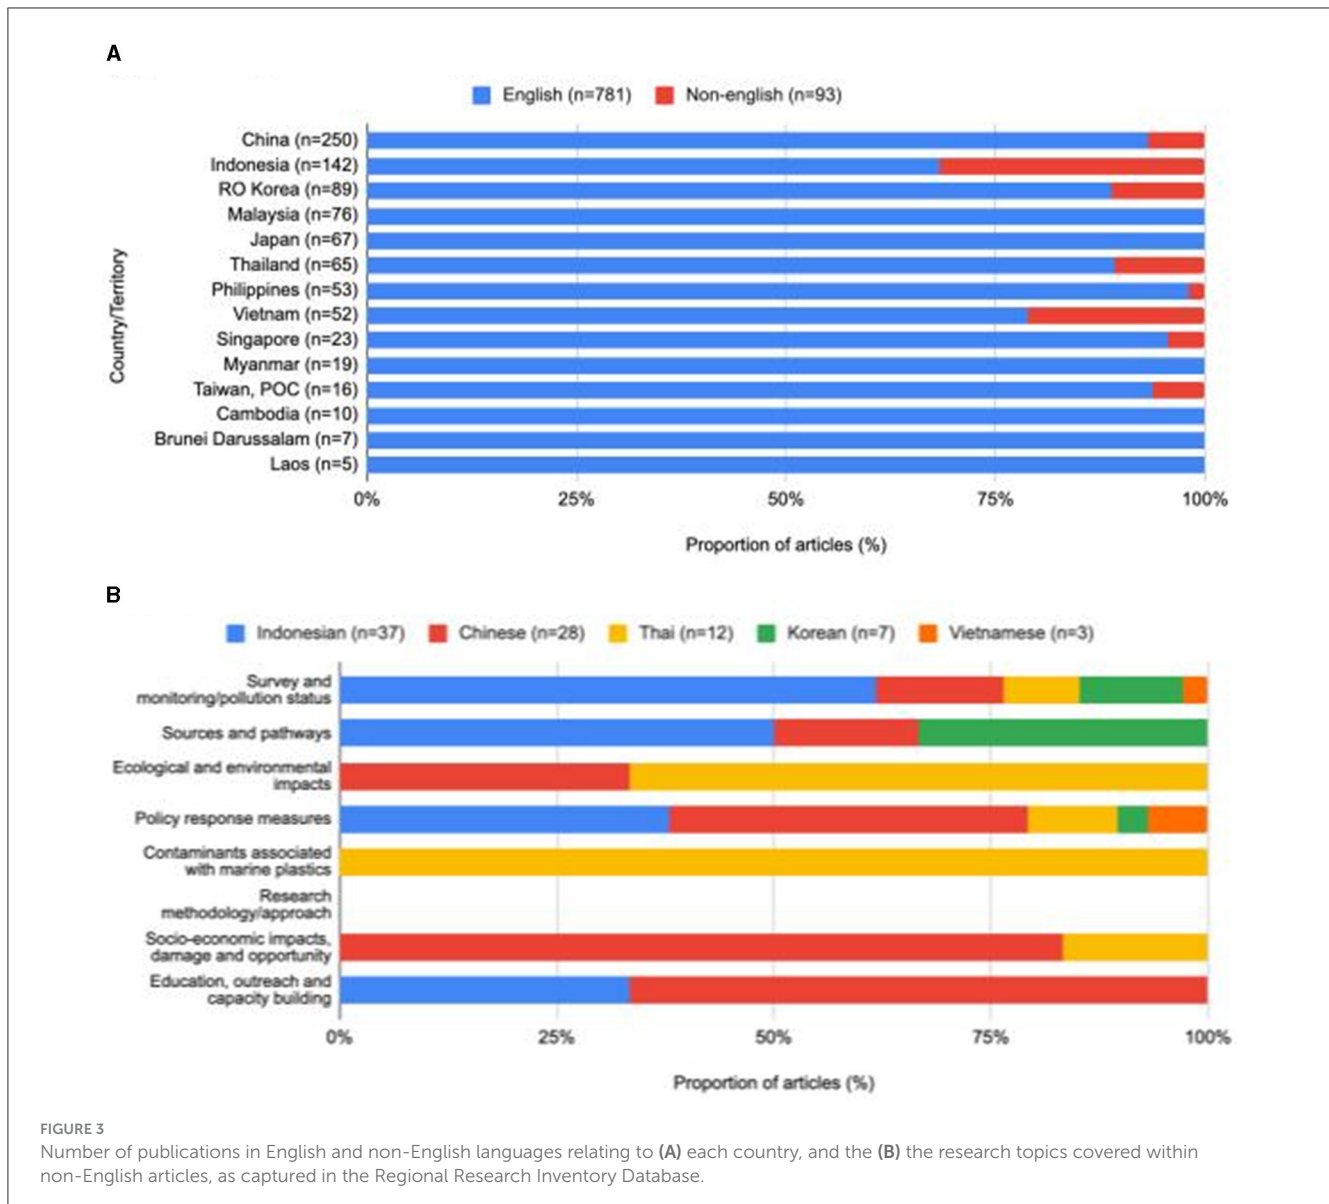 A
English (n=781) Non-english (n=93)
China (n=250)
Indonesia (n=142)
RO Korea (n=89)
Malaysia (n=76)
Japan (n=67)
Thailand (n=65)
Philippines (n=53)
Vietnam (n=52)
Singapore (n=23)
Myanmar (n=19)
Taiwan, POC (n=16)
Cambodia (n=10)
Brunei Darussalam (n=7)
Laos (n=5)
Country/Territory
0% 25% 50% 75% 100%
Proportion of articles (%)
B
Indonesian (n=37) Chinese (n=28) Thai (n=12) Korean (n=7) Vietnamese (n=3)
Survey and
monitoring/pollution status
Sources and pathways
Ecological and environmental
impacts
Policy response measures
Contaminants associated
with marine plastics
Research
methodology/approach
Socio-economic impacts,
damage and opportunity
Education, outreach and
capacity building
0% 25% 50% 75% 100%
Proportion of articles (%)
FIGURE 3
Number of publications in English and non-English languages relating to (A) each country, and the (B) the research topics covered within
non-English articles, as captured in the Regional Research Inventory Database.